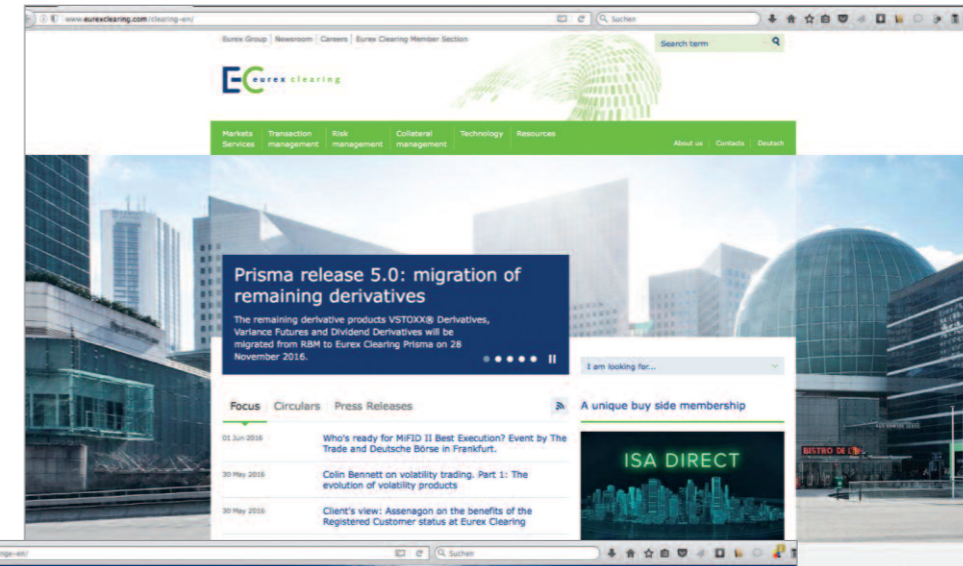 www.eurexclearing.com/clearing-en/
Suchen
Eurex Group | Newsroom | Careers | Eurex Clearing Member Section
Search term
EC eurex clearing
Markets Services
Transaction management
Risk management
Collateral management
Technology
Resources
About us | Contacts | Deutsch
Prisma release 5.0: migration of
remaining derivatives
The remaining derivative products VSTOXX® Derivatives,
Variance Futures and Dividend Derivatives will be
migrated from RBM to Eurex Clearing Prisma on 28
November 2016.
I am looking for...
Focus Circulars Press Releases
A unique buy side membership
01 Jun 2016
Who's ready for MiFID II Best Execution? Event by The
Trade and Deutsche Börse in Frankfurt.
30 May 2016
Colin Bennett on volatility trading. Part 1: The
evolution of volatility products
30 May 2016
Client's view: Assenagon on the benefits of the
Registered Customer status at Eurex Clearing
ISA DIRECT
BISTRO DE L
nge-en/
Suchen